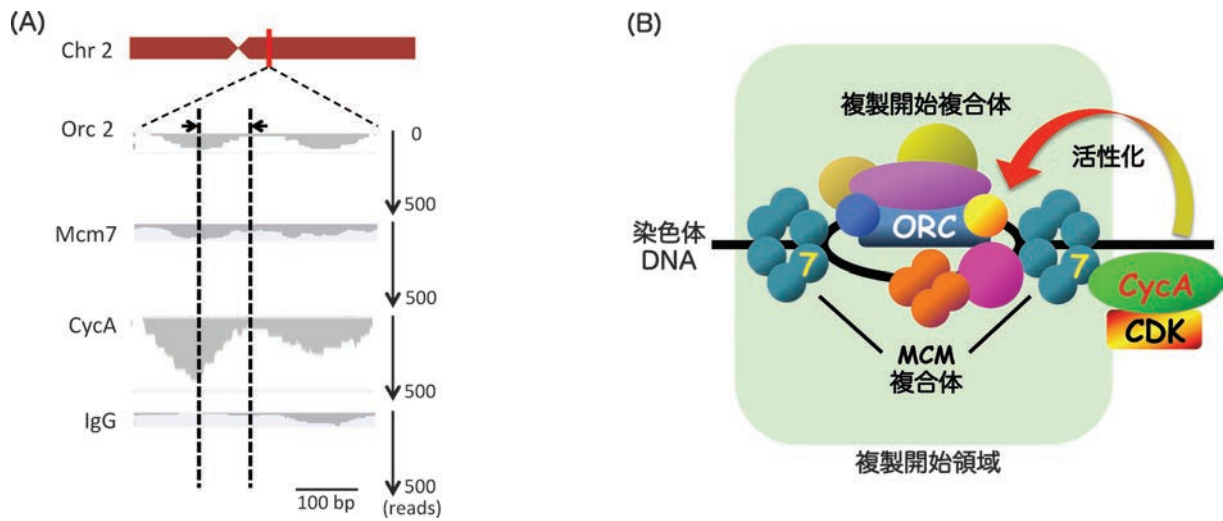 (A)
Chr 2
Orc 2
0
500
Mcm7
500
CycA
500
IgG
100 bp
500
(reads)
(B)
複製開始複合体
活性化
染色体
DNA
ORC
7
7
CycA
CDK
MCM
複合体
複製開始領域